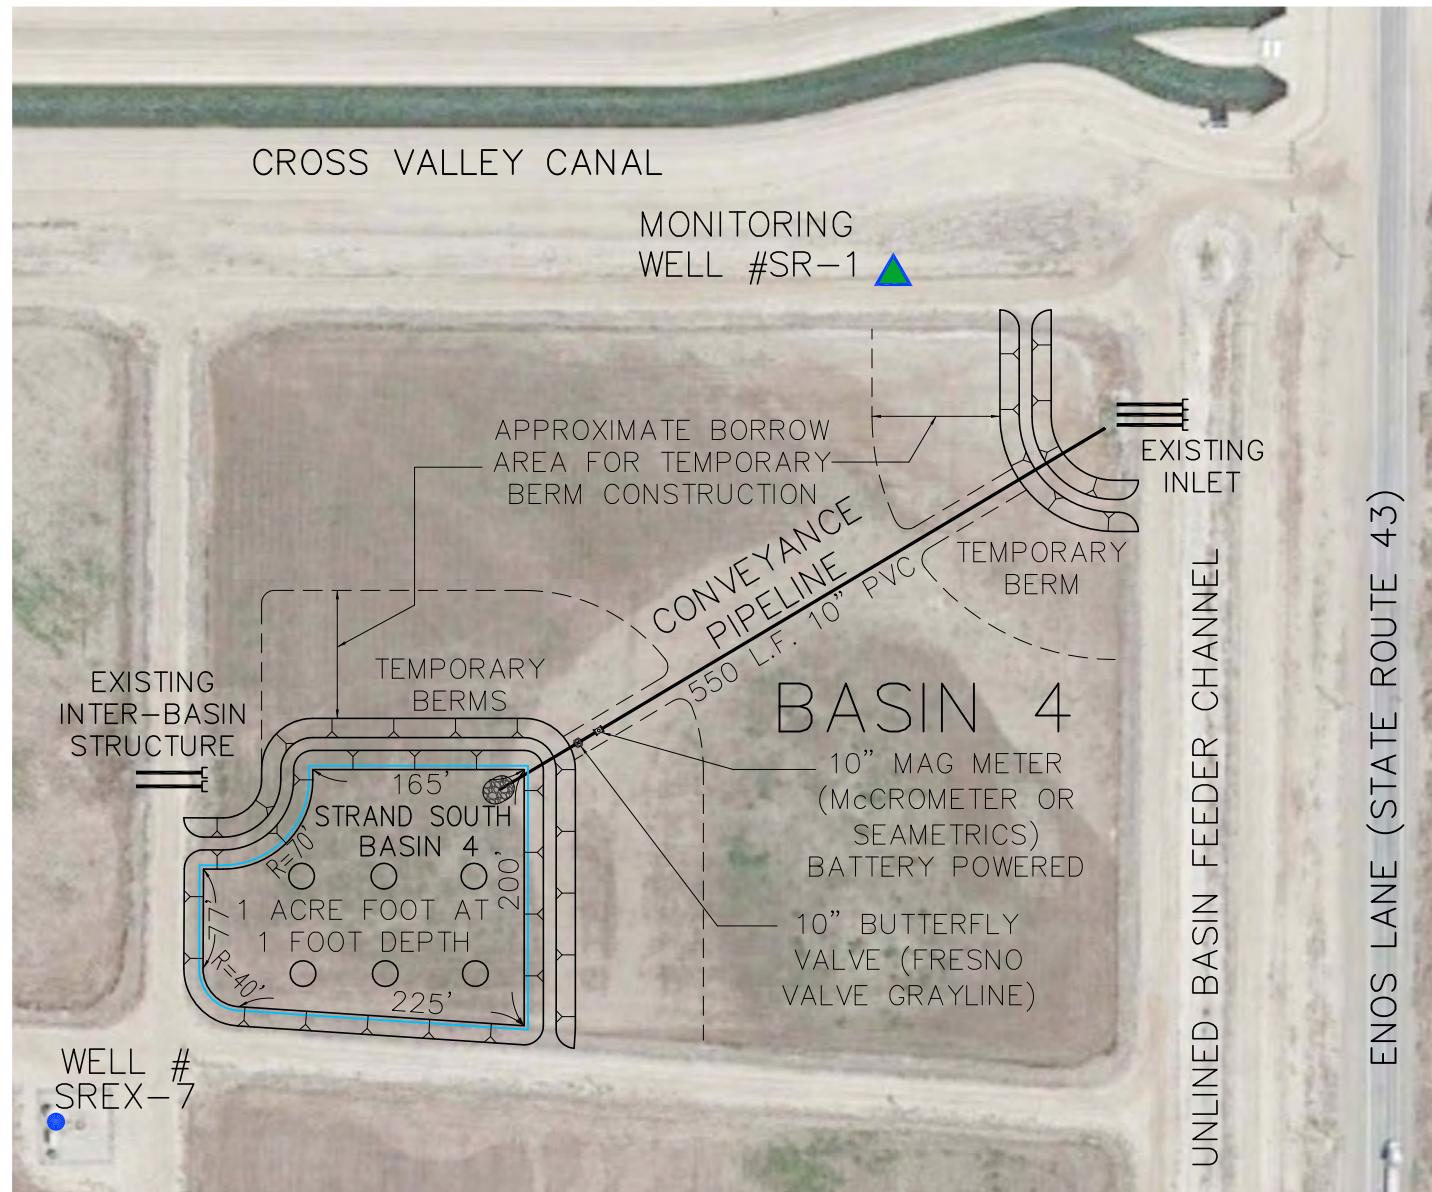 CROSS VALLEY CANAL
MONITORING
WELL #SR-1
APPROXIMATE BORROW
AREA FOR TEMPORARY
BERM CONSTRUCTION
EXISTING
INLET
CONVEYANCE
PIPELINE
550 L.F. 10" PVC
TEMPORARY
BERM
TEMPORARY
BERMS
EXISTING
INTER-BASIN
STRUCTURE
BASIN 4
10" MAG METER
(McCROMETER OR
SEAMETRICS)
BATTERY POWERED
10" BUTTERFLY
VALVE (FRESNO
VALVE GRAYLINE)
165'
STRAND SOUTH
BASIN 4
R=70'
200'
77'
1 ACRE FOOT AT
1 FOOT DEPTH
R=40'
225'
WELL #
SREX-7
UNLINED BASIN FEEDER CHANNEL
ENOS LANE (STATE ROUTE 43)